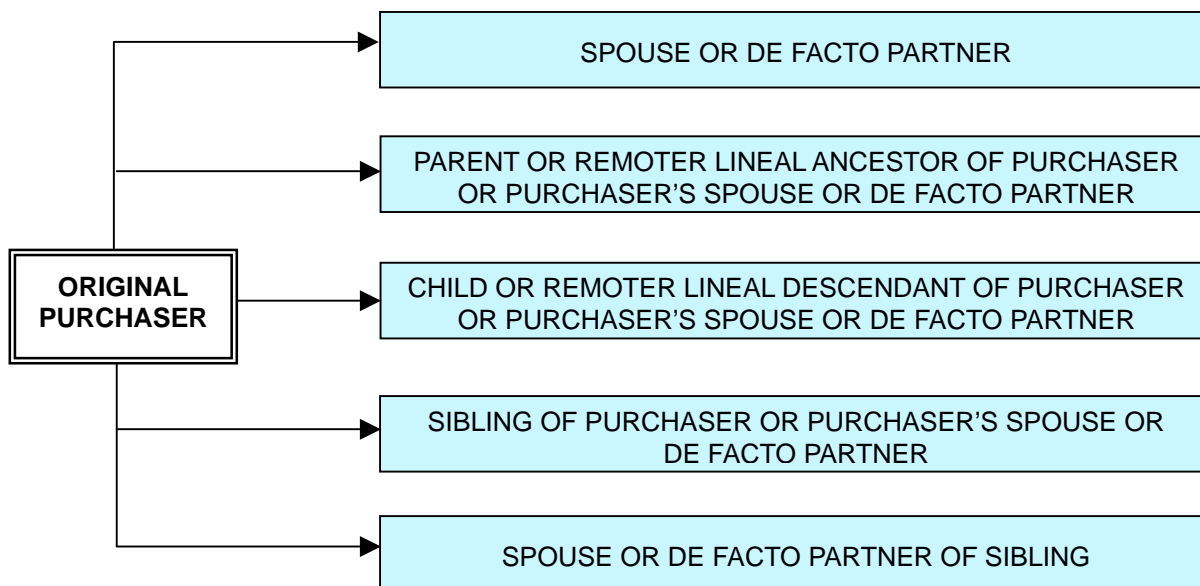 SPOUSE OR DE FACTO PARTNER
PARENT OR REMOTER LINEAL ANCESTOR OF PURCHASER
OR PURCHASER’S SPOUSE OR DE FACTO PARTNER
ORIGINAL
PURCHASER
CHILD OR REMOTER LINEAL DESCENDANT OF PURCHASER
OR PURCHASER’S SPOUSE OR DE FACTO PARTNER
SIBLING OF PURCHASER OR PURCHASER’S SPOUSE OR
DE FACTO PARTNER
SPOUSE OR DE FACTO PARTNER OF SIBLING